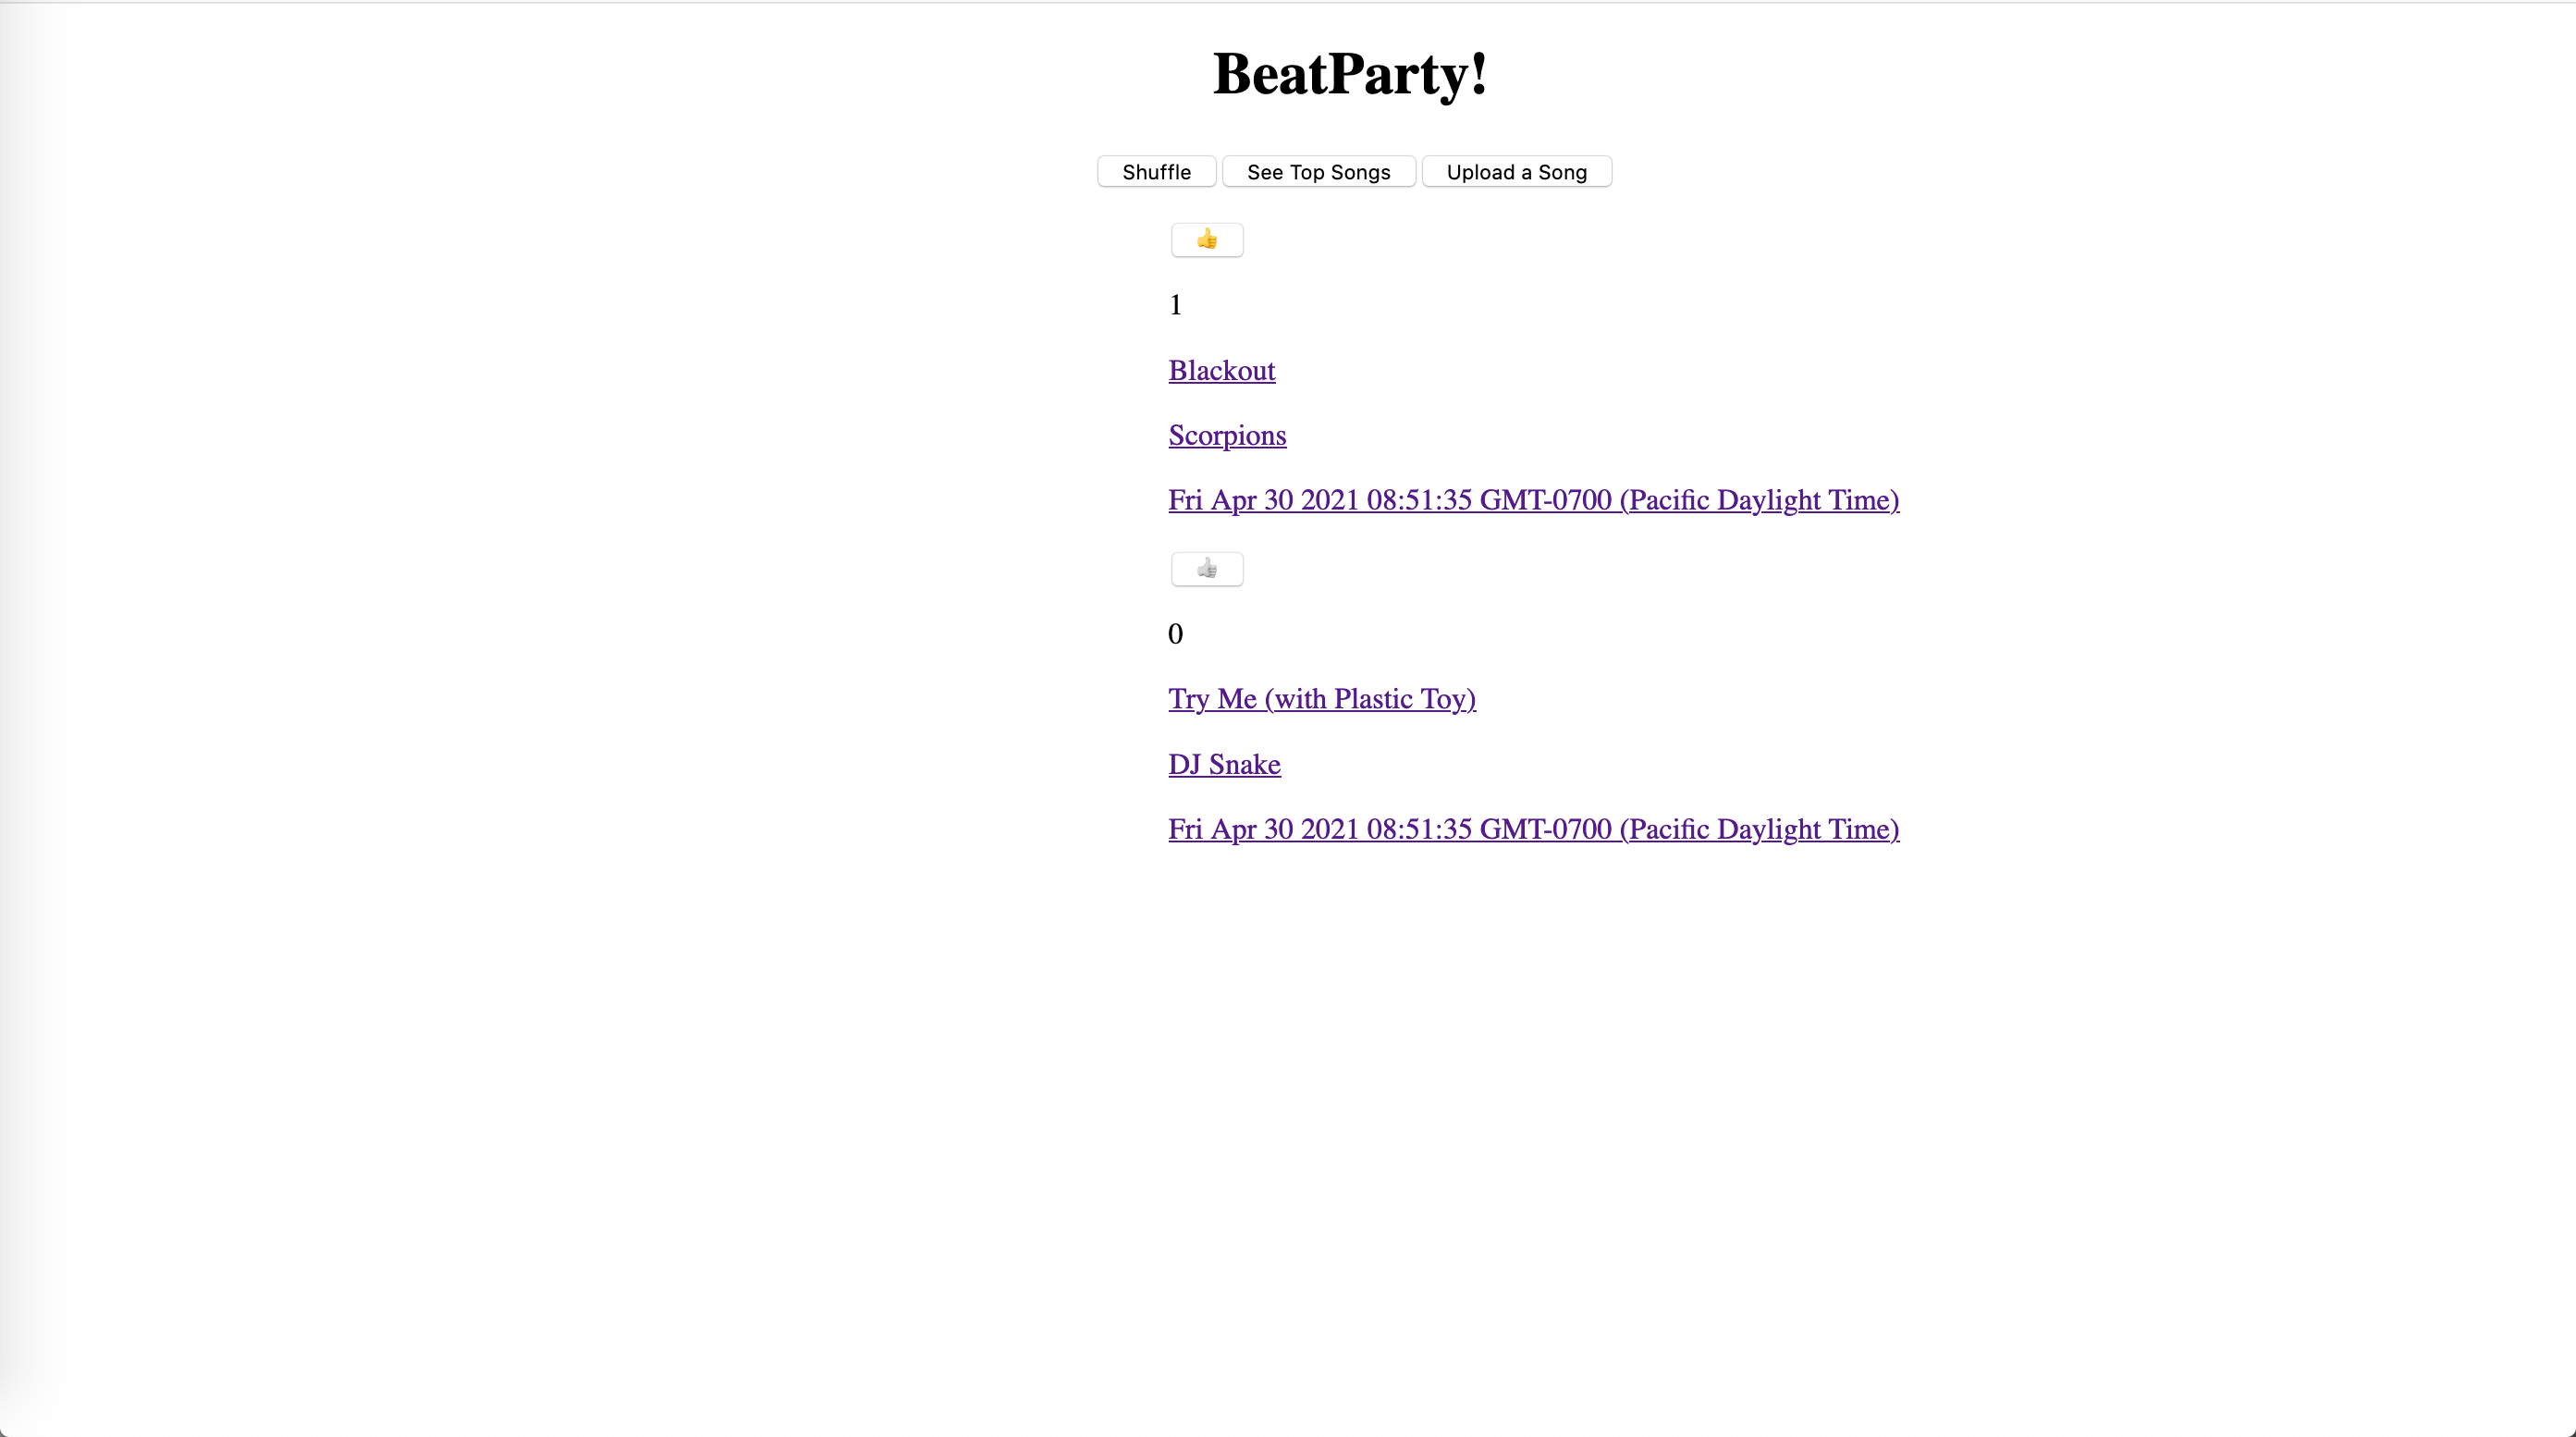 BeatParty!
Shuffle See Top Songs Upload a Song
👍
1
Blackout
Scorpions
Fri Apr 30 2021 08:51:35 GMT-0700 (Pacific Daylight Time)
👍
0
Try Me (with Plastic Toy)
DJ Snake
Fri Apr 30 2021 08:51:35 GMT-0700 (Pacific Daylight Time)